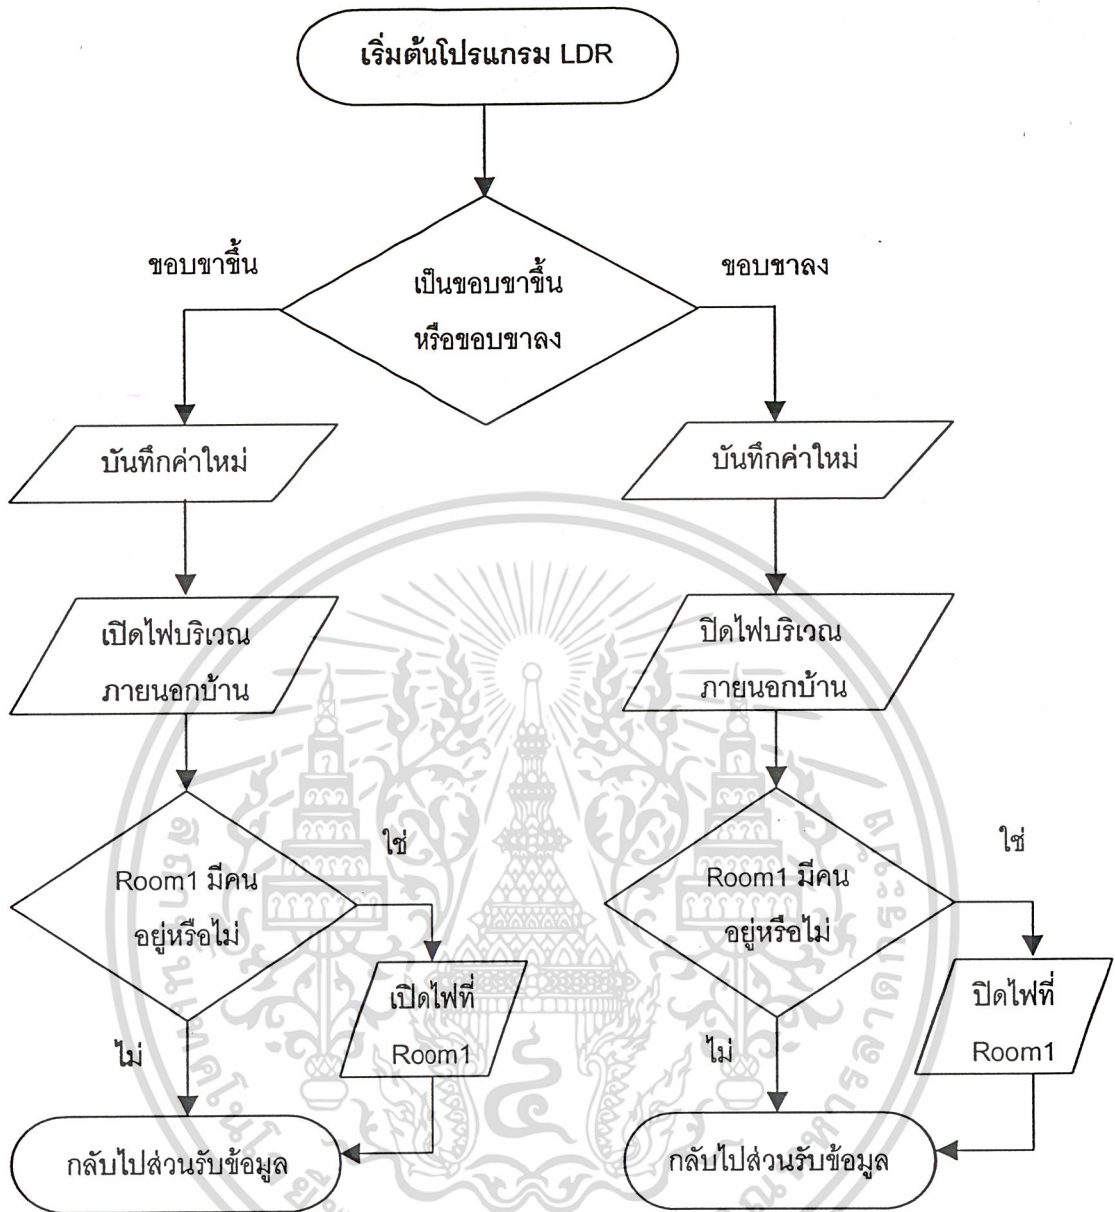 เริ่มต้นโปรแกรม LDR
ขอบขาขึ้น
เป็นขอบขาขึ้น
หรือขอบขาลง
ขอบขาลง
บันทึกค่าใหม่
บันทึกค่าใหม่
เปิดไฟบริเวณ
ภายนอกบ้าน
ปิดไฟบริเวณ
ภายนอกบ้าน
Room1 มีคน
อยู่หรือไม่
ใช่
Room1 มีคน
อยู่หรือไม่
ใช่
เปิดไฟที่
Room1
ปิดไฟที่
Room1
ไม่
ไม่
กลับไปส่วนรับข้อมูล
กลับไปส่วนรับข้อมูล